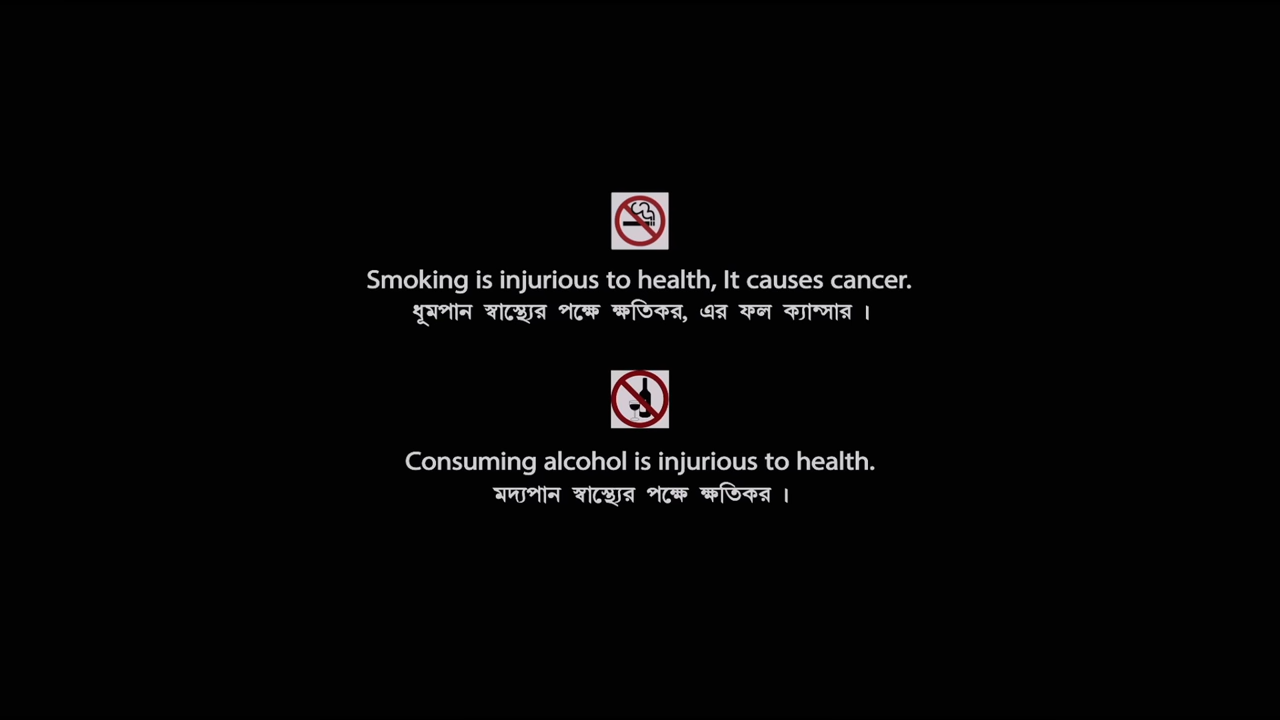 Smoking is injurious to health, It causes cancer.
ধূমপান স্বাস্থ্যের পক্ষে ক্ষতিকর, এর ফল ক্যান্সার ।
Consuming alcohol is injurious to health.
মদ্যপান স্বাস্থ্যের পক্ষে ক্ষতিকর ।